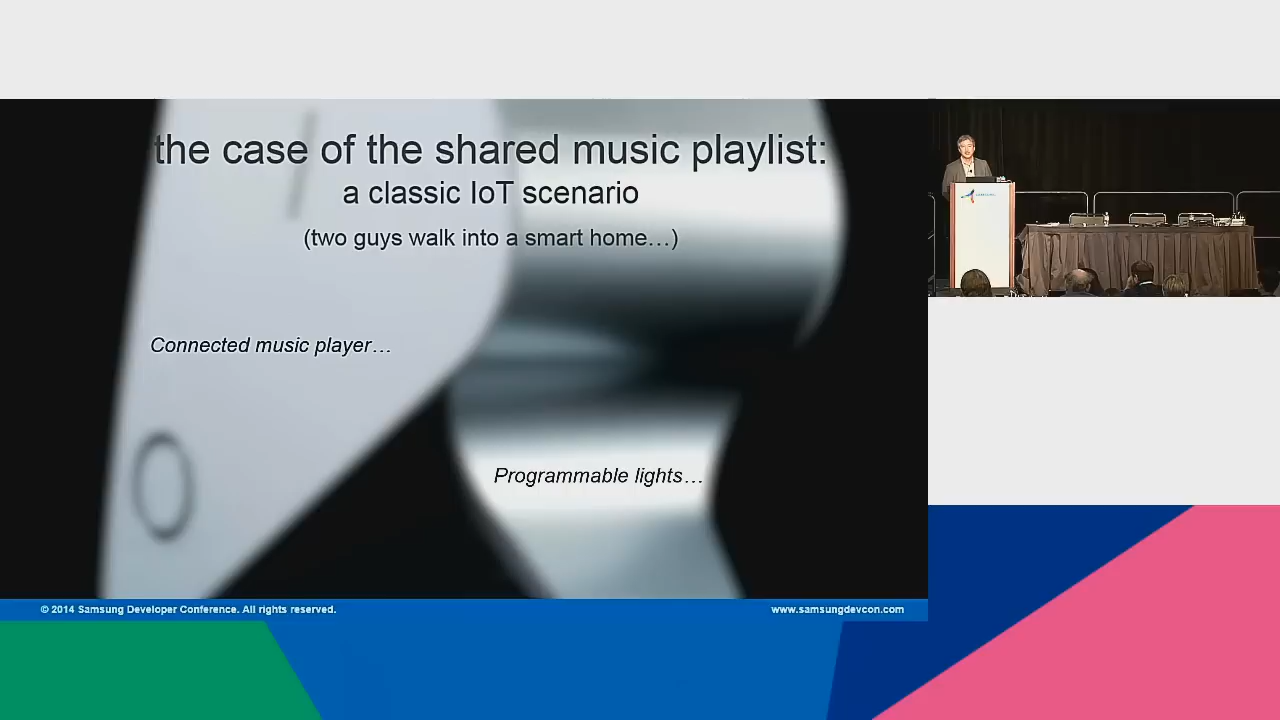 the case of the shared music playlist:
a classic IoT scenario
(two guys walk into a smart home…)
Connected music player…
Programmable lights…
© 2014 Samsung Developer Conference. All rights reserved.
www.samsungdevcon.com